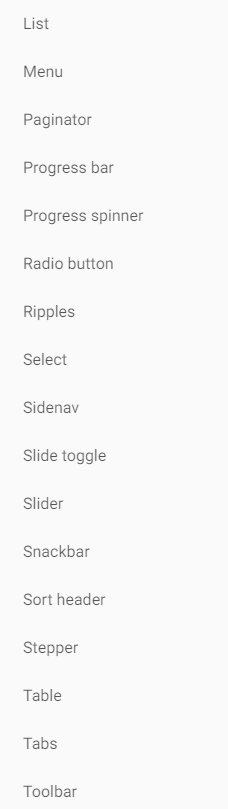 List
Menu
Paginator
Progress bar
Progress spinner
Radio button
Ripples
Select
Sidenav
Slide toggle
Slider
Snackbar
Sort header
Stepper
Table
Tabs
Toolbar